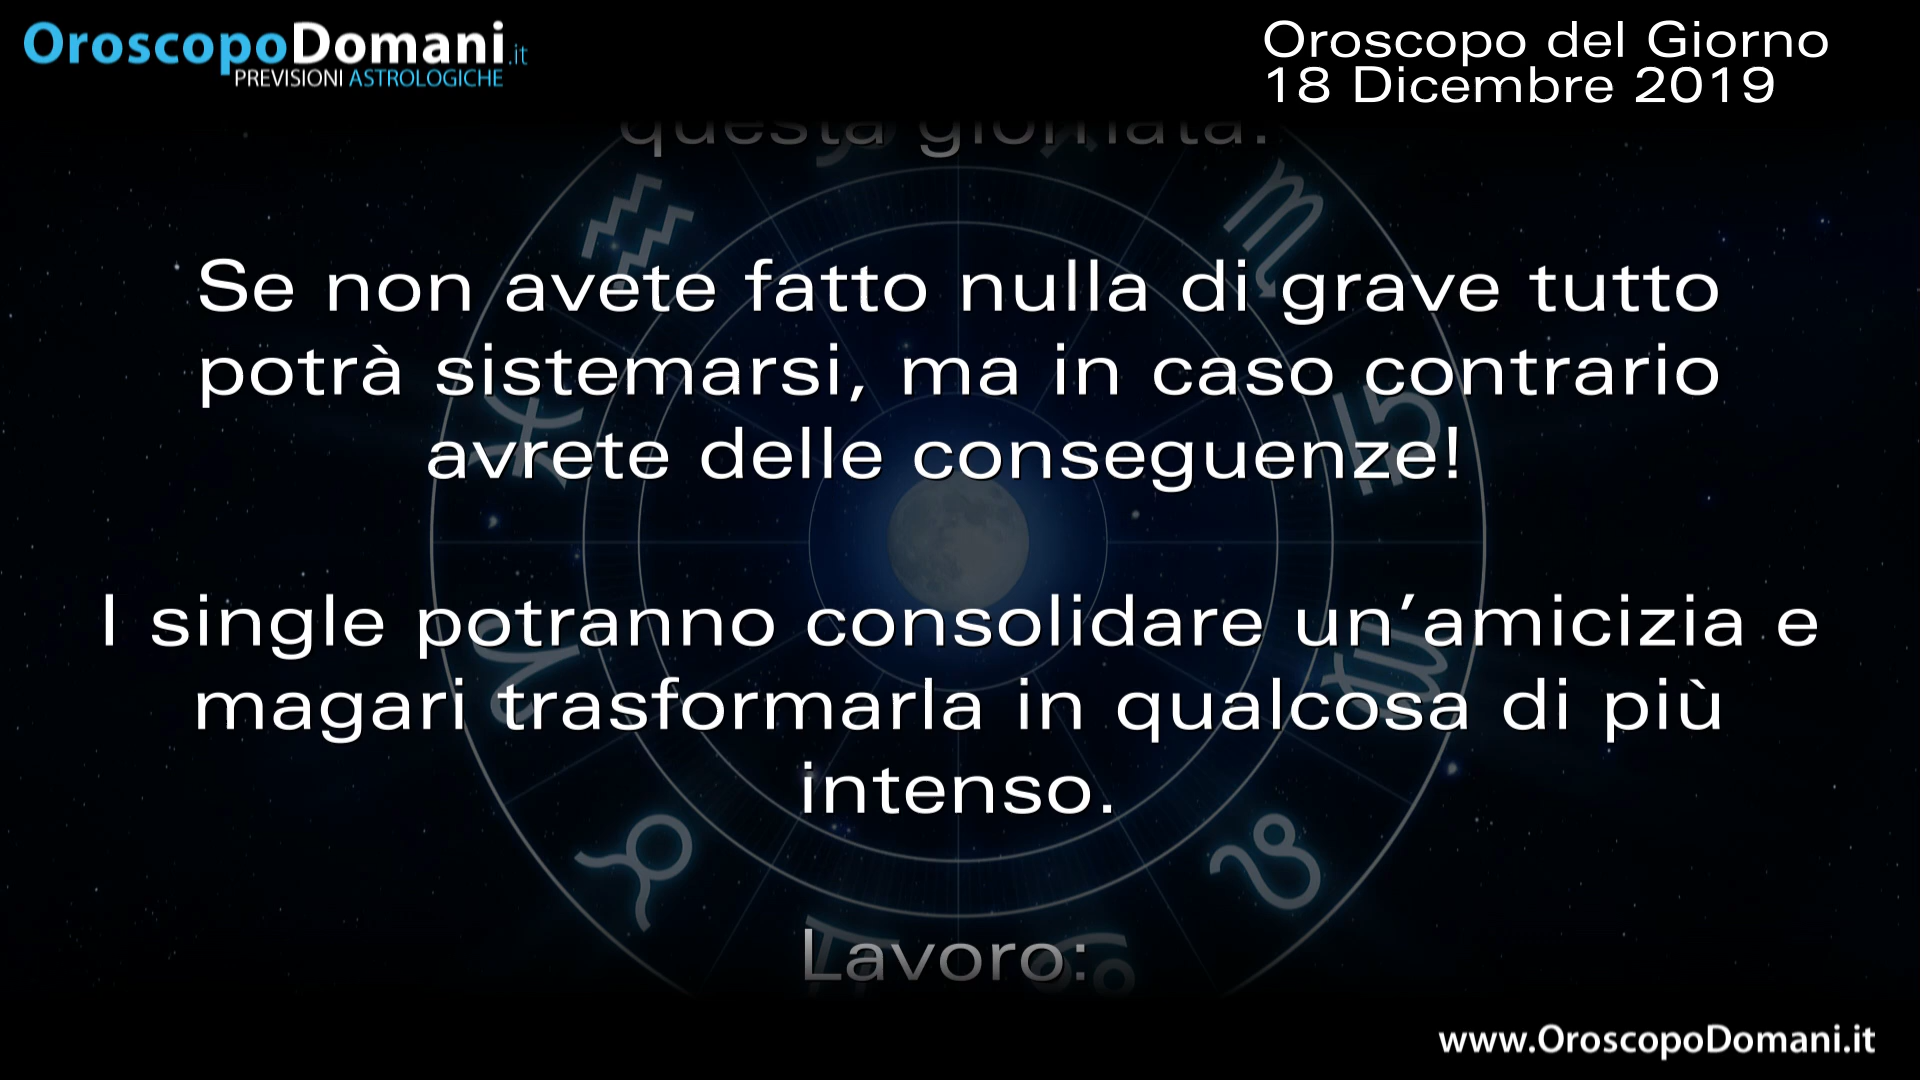 OroscopoDomani.it
PREVISIONI ASTROLOGICHE
Oroscopo del Giorno
18 Dicembre 2019
questa giornata.
Se non avete fatto nulla di grave tutto
potrà sistemarsi, ma in caso contrario
avrete delle conseguenze!
I single potranno consolidare un’amicizia e
magari trasformarla in qualcosa di più
intenso.
Lavoro:
www.OroscopoDomani.it